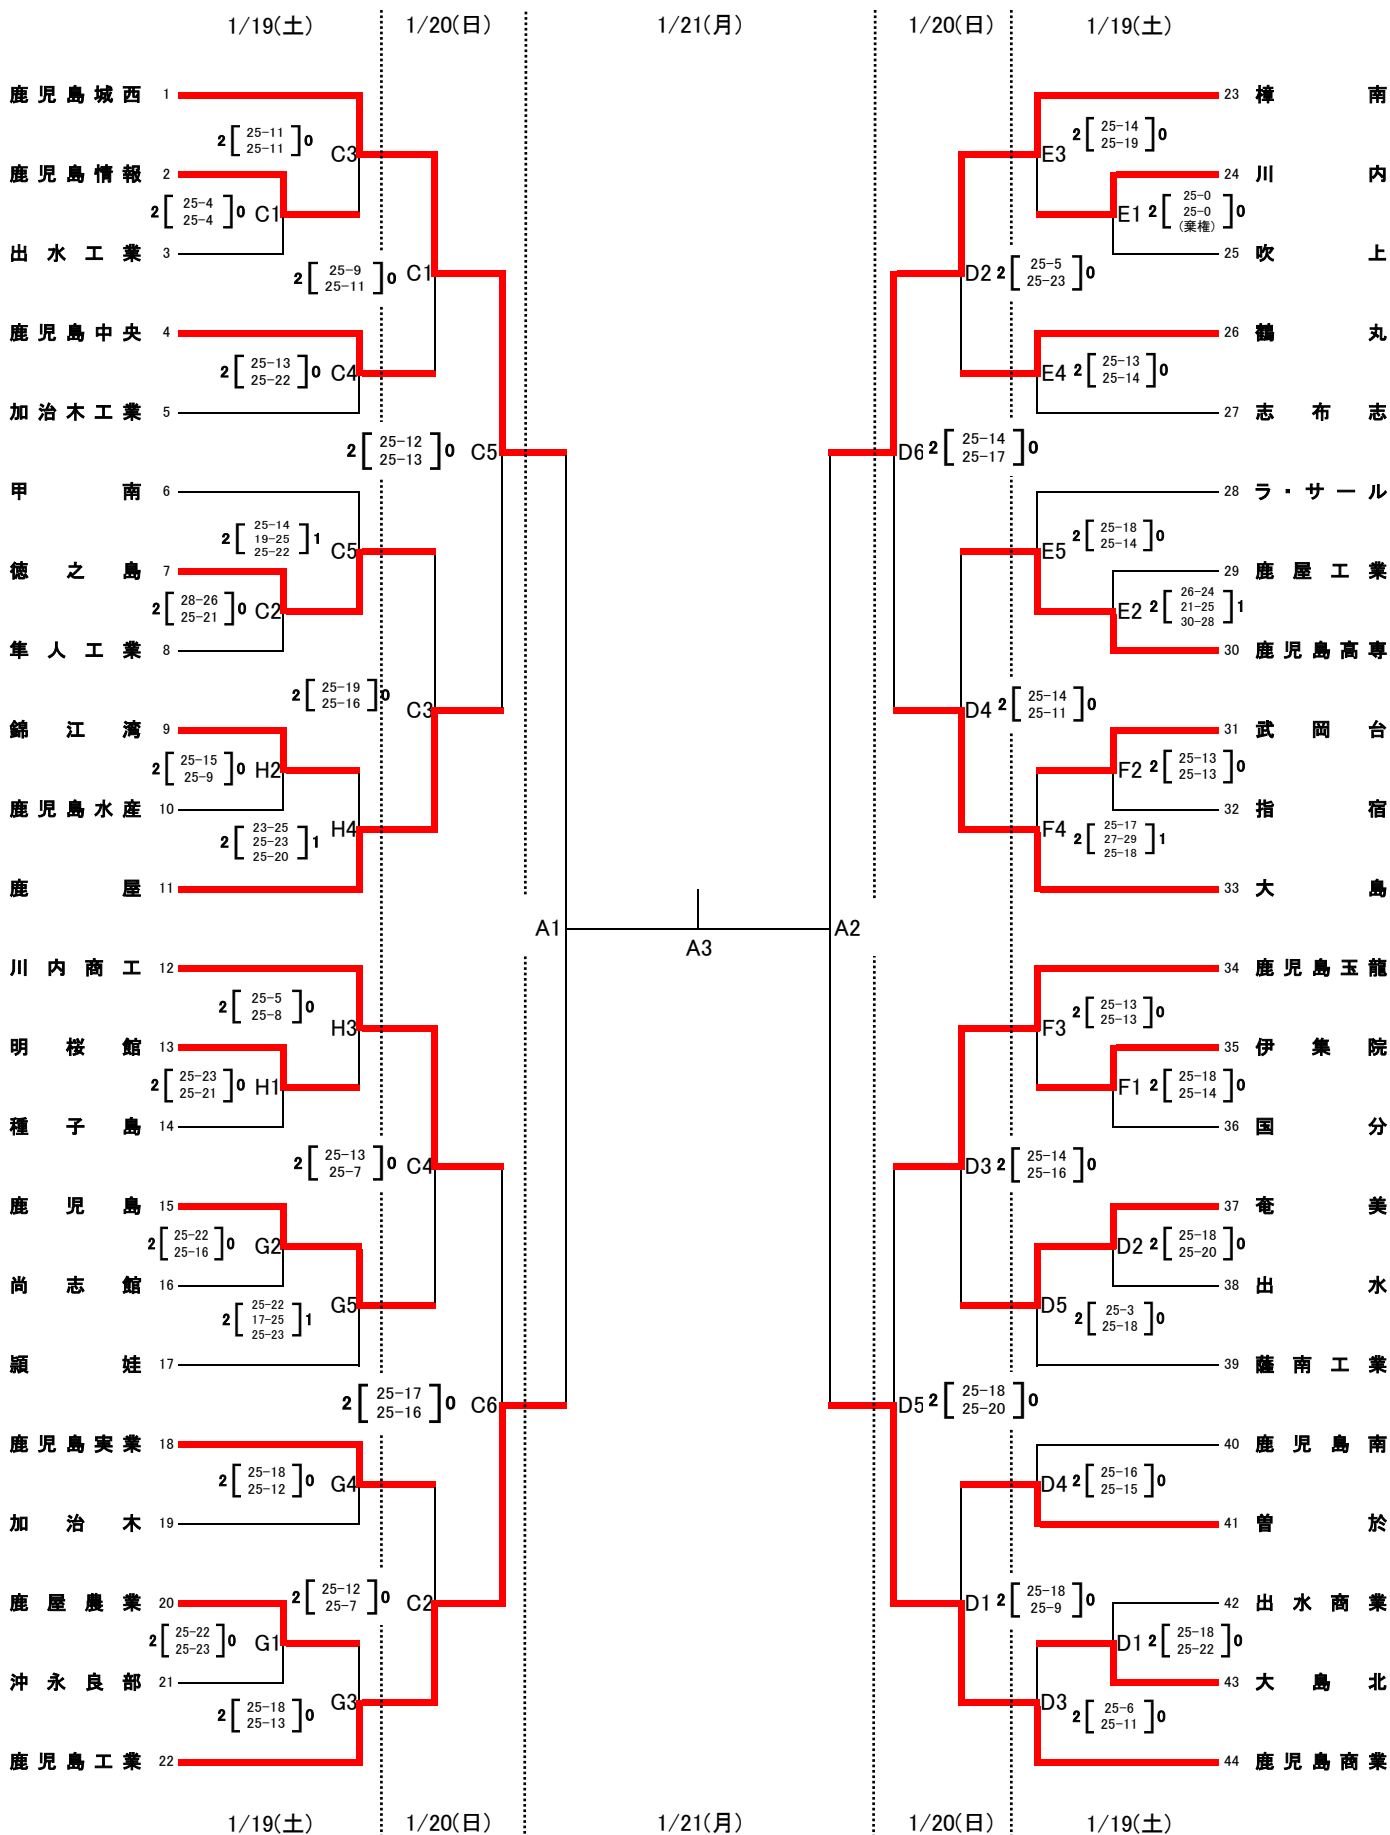 1/19(土) 1/20(日) 1/21(月) 1/20(日) 1/19(土)
鹿児島城西 1
2 [ 25-11 25-11 ] 0 C3
鹿児島情報 2
2 [ 25-4 25-4 ] 0 C1
出水工業 3
2 [ 25-9 25-11 ] 0 C1
鹿児島中央 4
2 [ 25-13 25-22 ] 0 C4
加治木工業 5
2 [ 25-12 25-13 ] 0 C5
甲南 6
2 [ 25-14 19-25 25-22 ] 1 C5
徳之島 7
2 [ 28-26 25-21 ] 0 C2
隼人工業 8
2 [ 25-19 25-16 ] 0 C3
錦江湾 9
2 [ 25-15 25-9 ] 0 H2
鹿児島水産 10
2 [ 23-25 25-23 25-20 ] 1 H4
鹿屋 11
A1
川内商工 12
2 [ 25-5 25-8 ] 0 H3
明桜館 13
2 [ 25-23 25-21 ] 0 H1
種子島 14
2 [ 25-13 25-7 ] 0 C4
鹿児島 15
2 [ 25-22 25-16 ] 0 G2
尚志館 16
2 [ 25-22 17-25 25-23 ] 1 G5
頴娃 17
2 [ 25-17 25-16 ] 0 C6
鹿児島実業 18
2 [ 25-18 25-12 ] 0 G4
加治木 19
2 [ 25-12 25-7 ] 0 C2
鹿屋農業 20
2 [ 25-22 25-23 ] 0 G1
沖永良部 21
2 [ 25-18 25-13 ] 0 G3
鹿児島工業 22
A3
23 樟南
E3 2 [ 25-14 25-19 ] 0
24 川内
E1 2 [ 25-0 25-0 (棄権) ] 0
25 吹上
D2 2 [ 25-5 25-23 ] 0
26 鶴丸
E4 2 [ 25-13 25-14 ] 0
27 志布志
D6 2 [ 25-14 25-17 ] 0
28 ラ・サール
E5 2 [ 25-18 25-14 ] 0
29 鹿屋工業
E2 2 [ 26-24 21-25 30-28 ] 1
30 鹿児島高専
D4 2 [ 25-14 25-11 ] 0
31 武岡台
F2 2 [ 25-13 25-13 ] 0
32 指宿
F4 2 [ 25-17 27-29 25-18 ] 1
33 大島
A2
34 鹿児島玉龍
F3 2 [ 25-13 25-13 ] 0
35 伊集院
F1 2 [ 25-18 25-14 ] 0
36 国分
D3 2 [ 25-14 25-16 ] 0
37 奄美
D2 2 [ 25-18 25-20 ] 0
38 出水
D5 2 [ 25-3 25-18 ] 0
39 薩南工業
D5 2 [ 25-18 25-20 ] 0
40 鹿児島南
D4 2 [ 25-16 25-15 ] 0
41 曽於
D1 2 [ 25-18 25-9 ] 0
42 出水商業
D1 2 [ 25-18 25-22 ] 0
43 大島北
D3 2 [ 25-6 25-11 ] 0
44 鹿児島商業
1/19(土) 1/20(日) 1/21(月) 1/20(日) 1/19(土)